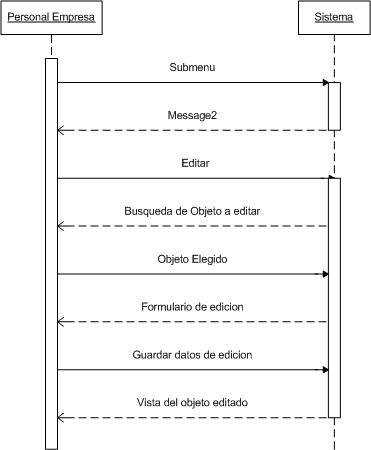 Personal Empresa
Sistema
Submenu
Message2
Editar
Busqueda de Objeto a editar
Objeto Elegido
Formulario de edicion
Guardar datos de edicion
Vista del objeto editado